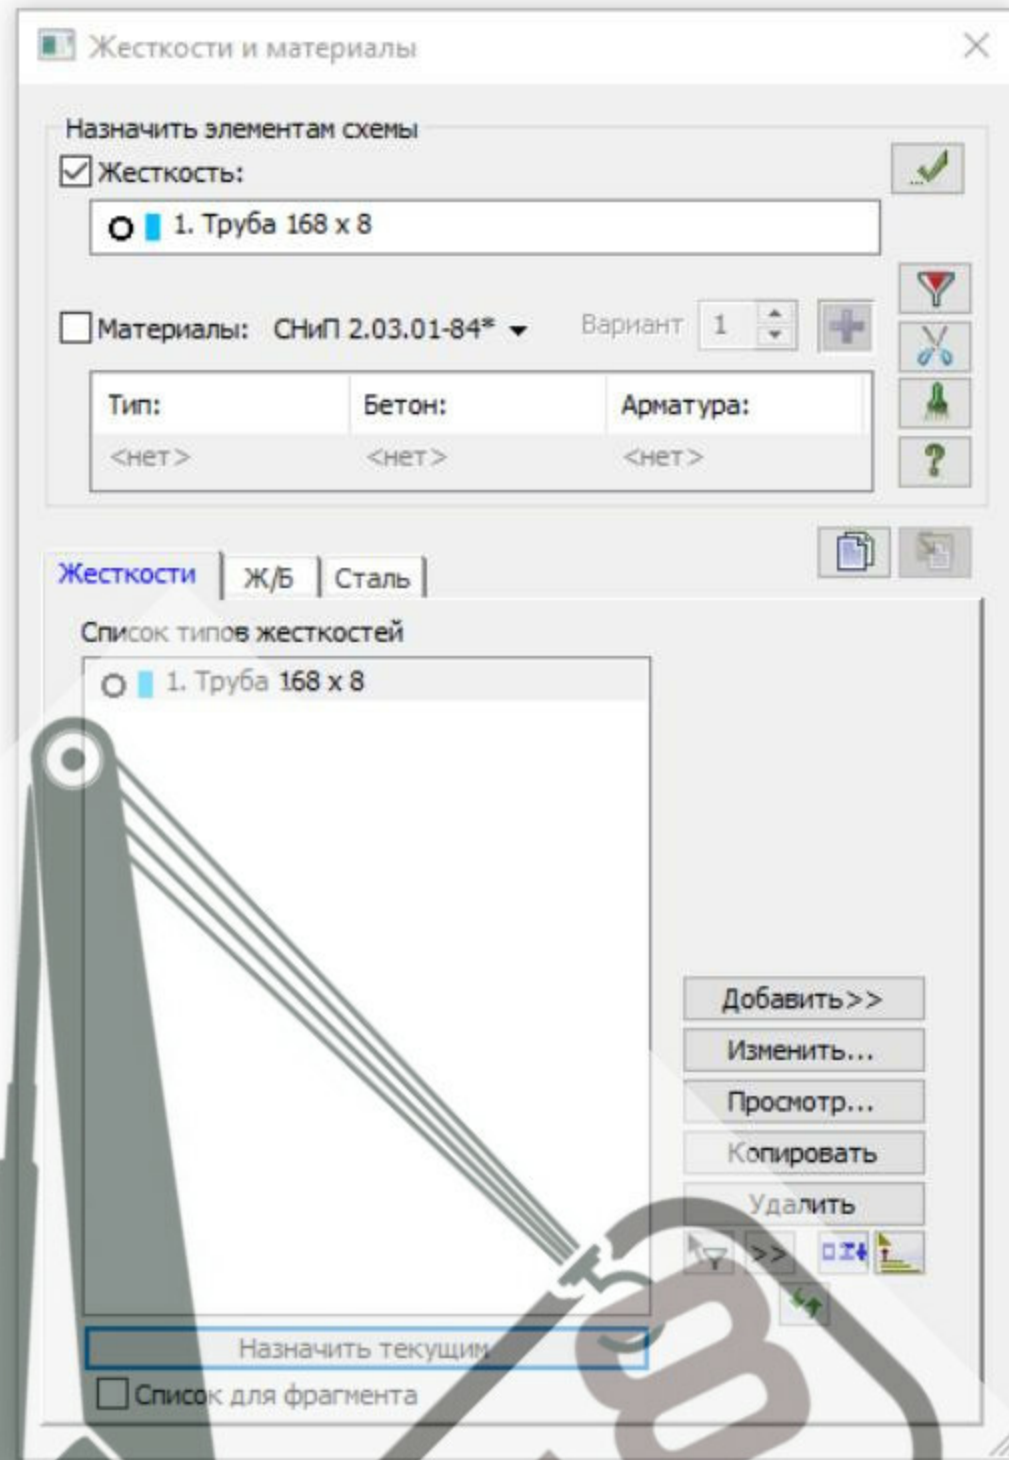 Жесткости и материалы
Назначить элементам схемы
Жесткость:
1. Труба 168 x 8
Материалы: СНиП 2.03.01-84* Вариант 1
Тип: Бетон: Арматура:
<нет> <нет> <нет>
?
Жесткости Ж/Б Сталь
Список типов жесткостей
1. Труба 168 x 8
Добавить>>
Изменить...
Просмотр...
Копировать
Удалить
>>
Назначить текущим
Список для фрагмента